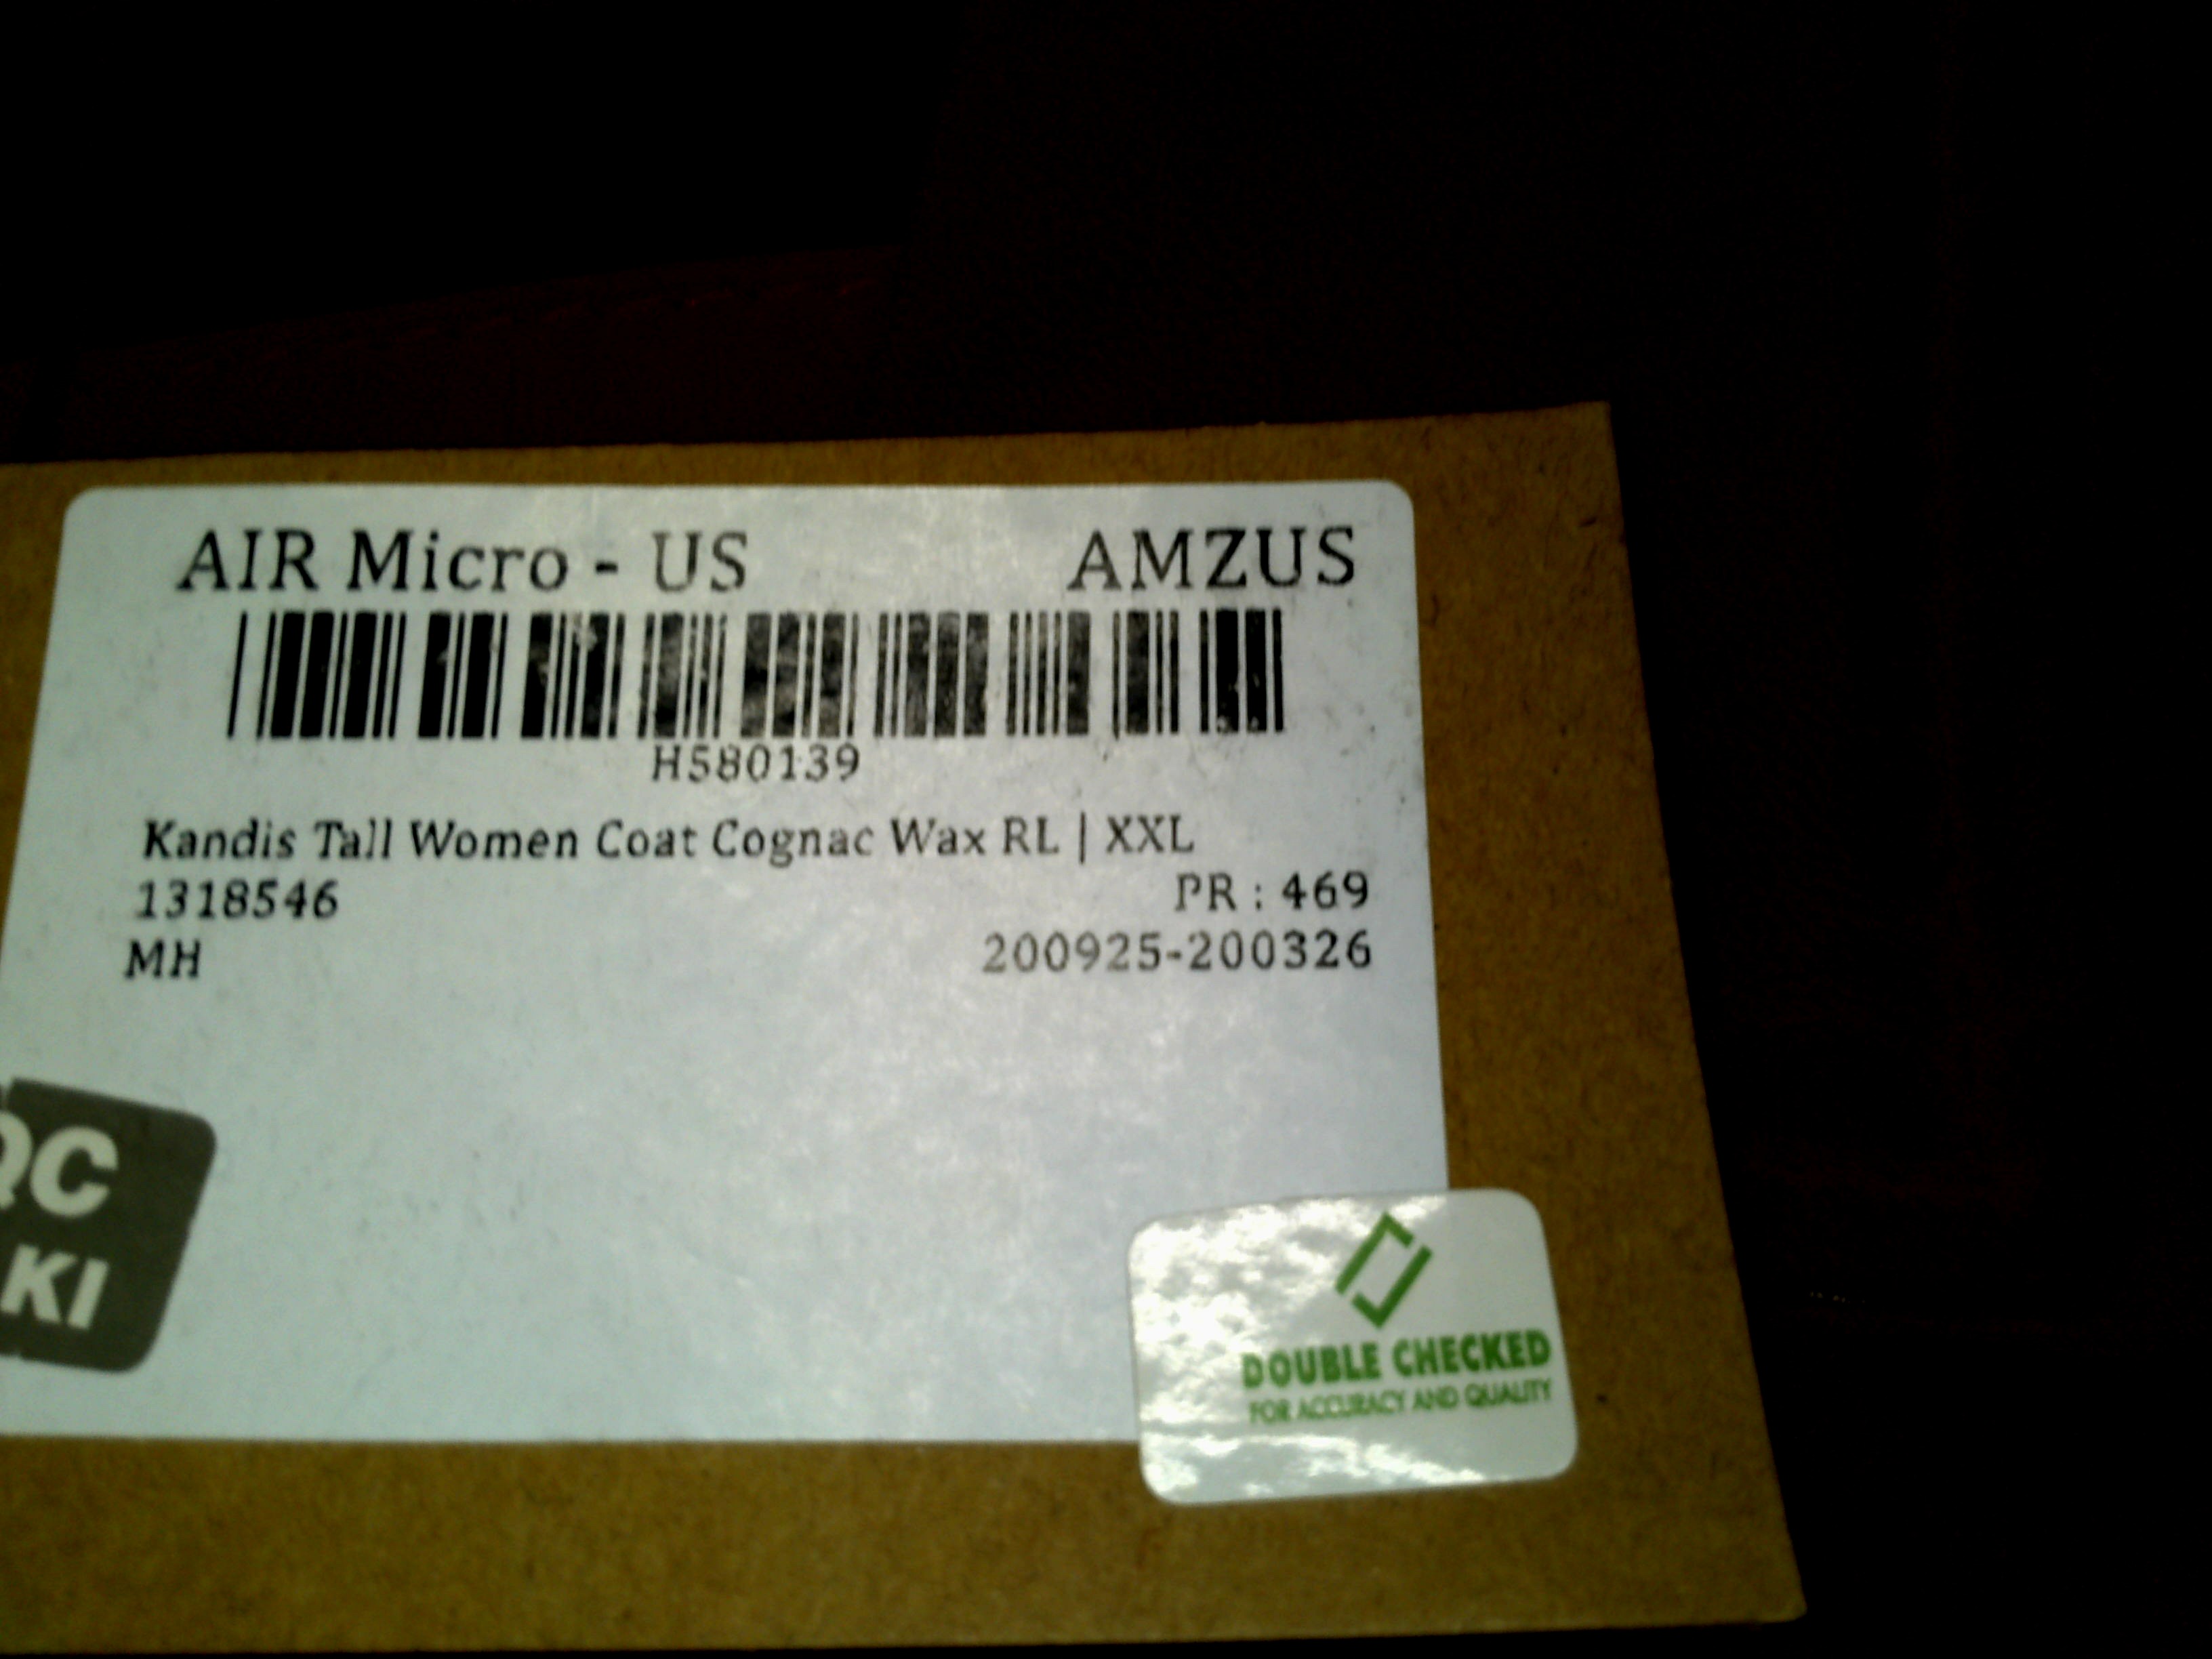 AIR Micro - US AMZUS
H580139
Kandis Tall Women Coat Cognac Wax RL | XXL
1318546 PR : 469
MH 200925-200326
QC
KI
DOUBLE CHECKED
FOR ACCURACY AND QUALITY